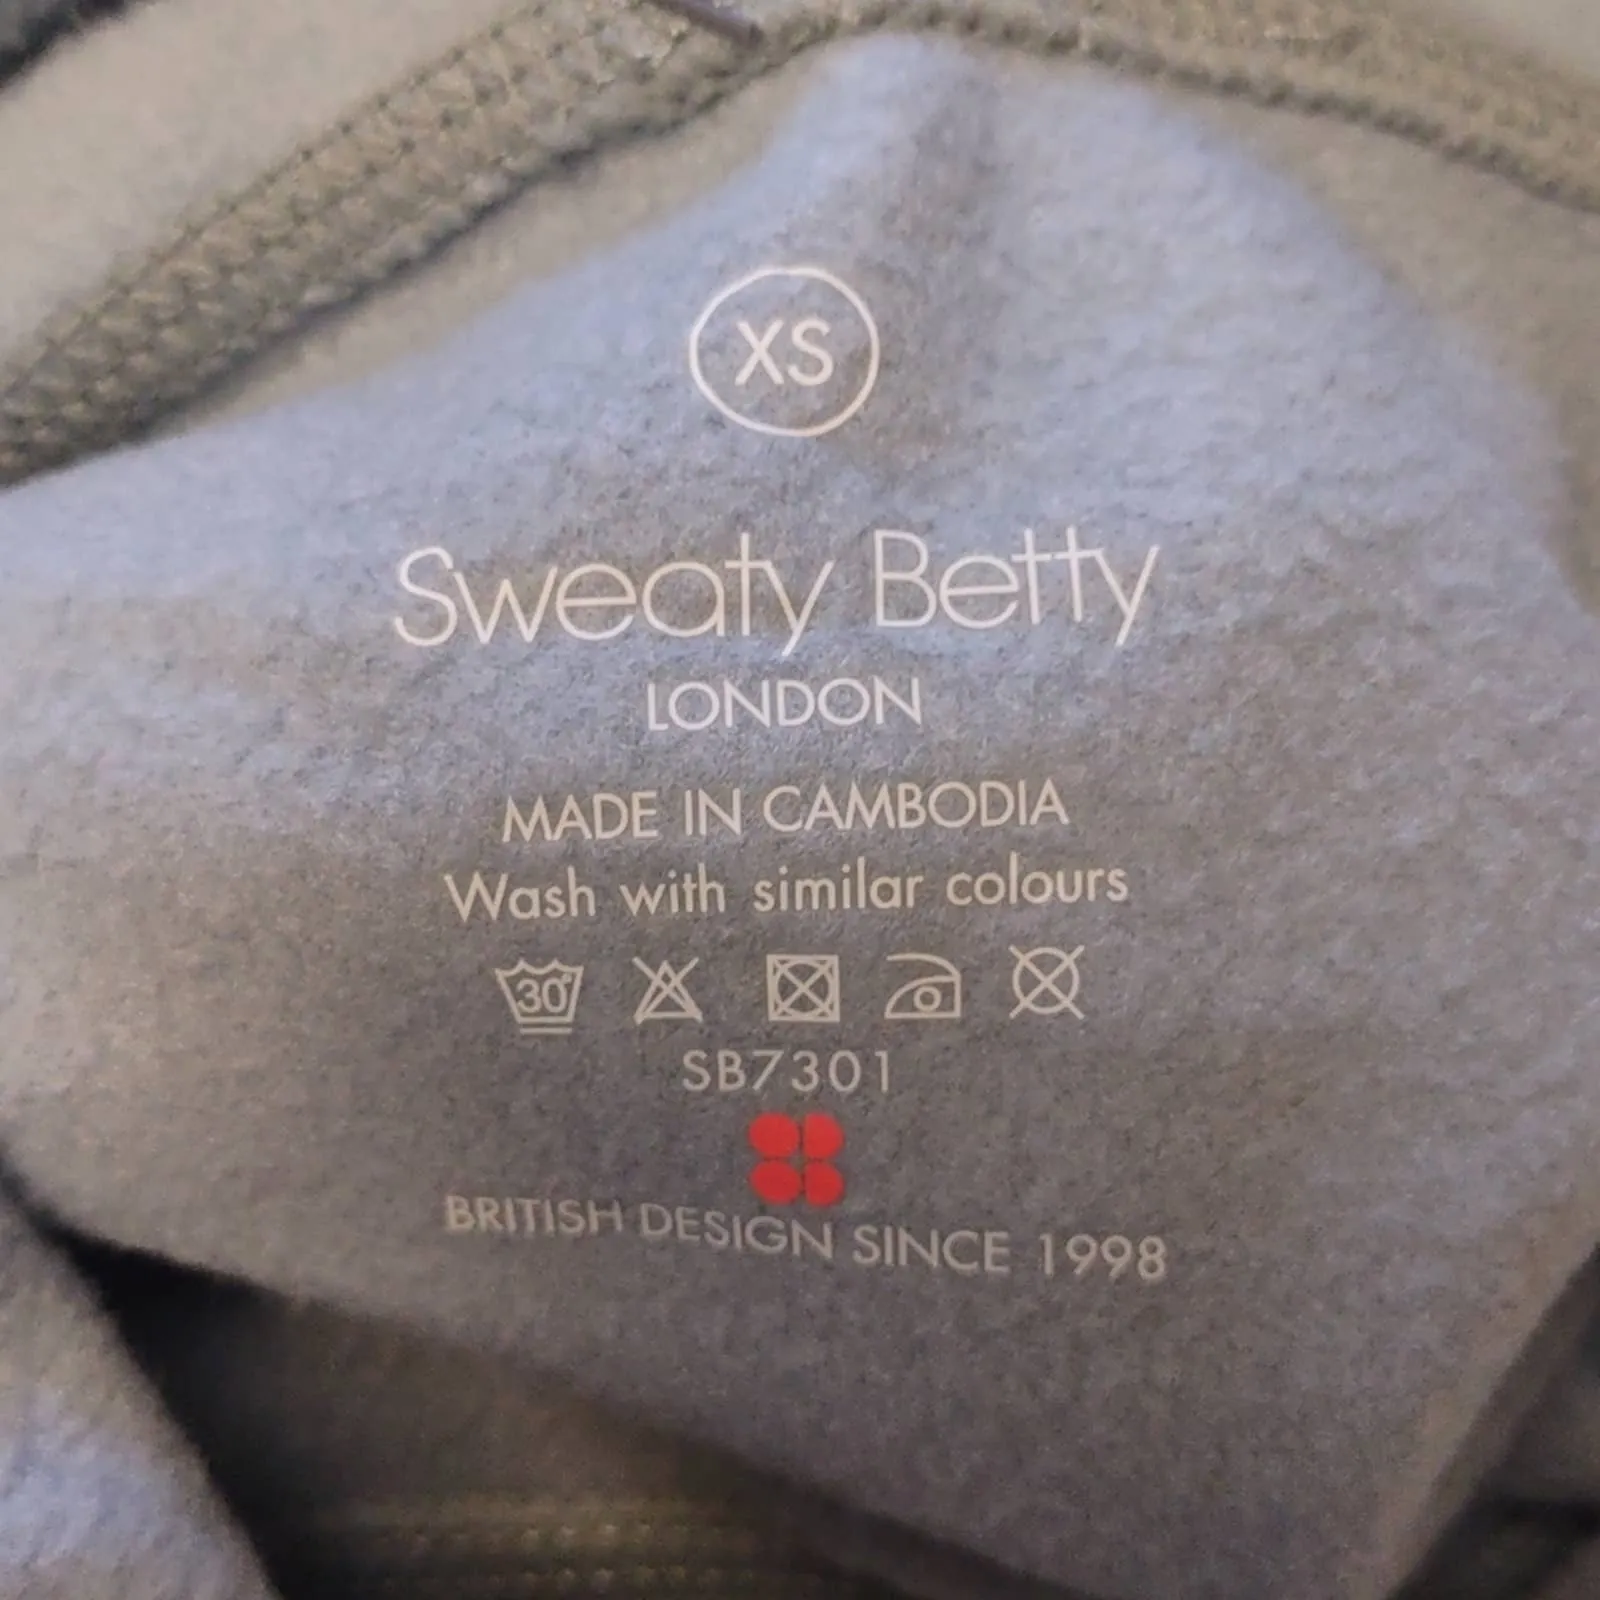 XS
Sweaty Betty
LONDON
MADE IN CAMBODIA
Wash with similar colours
30°
SB7301
BRITISH DESIGN SINCE 1998